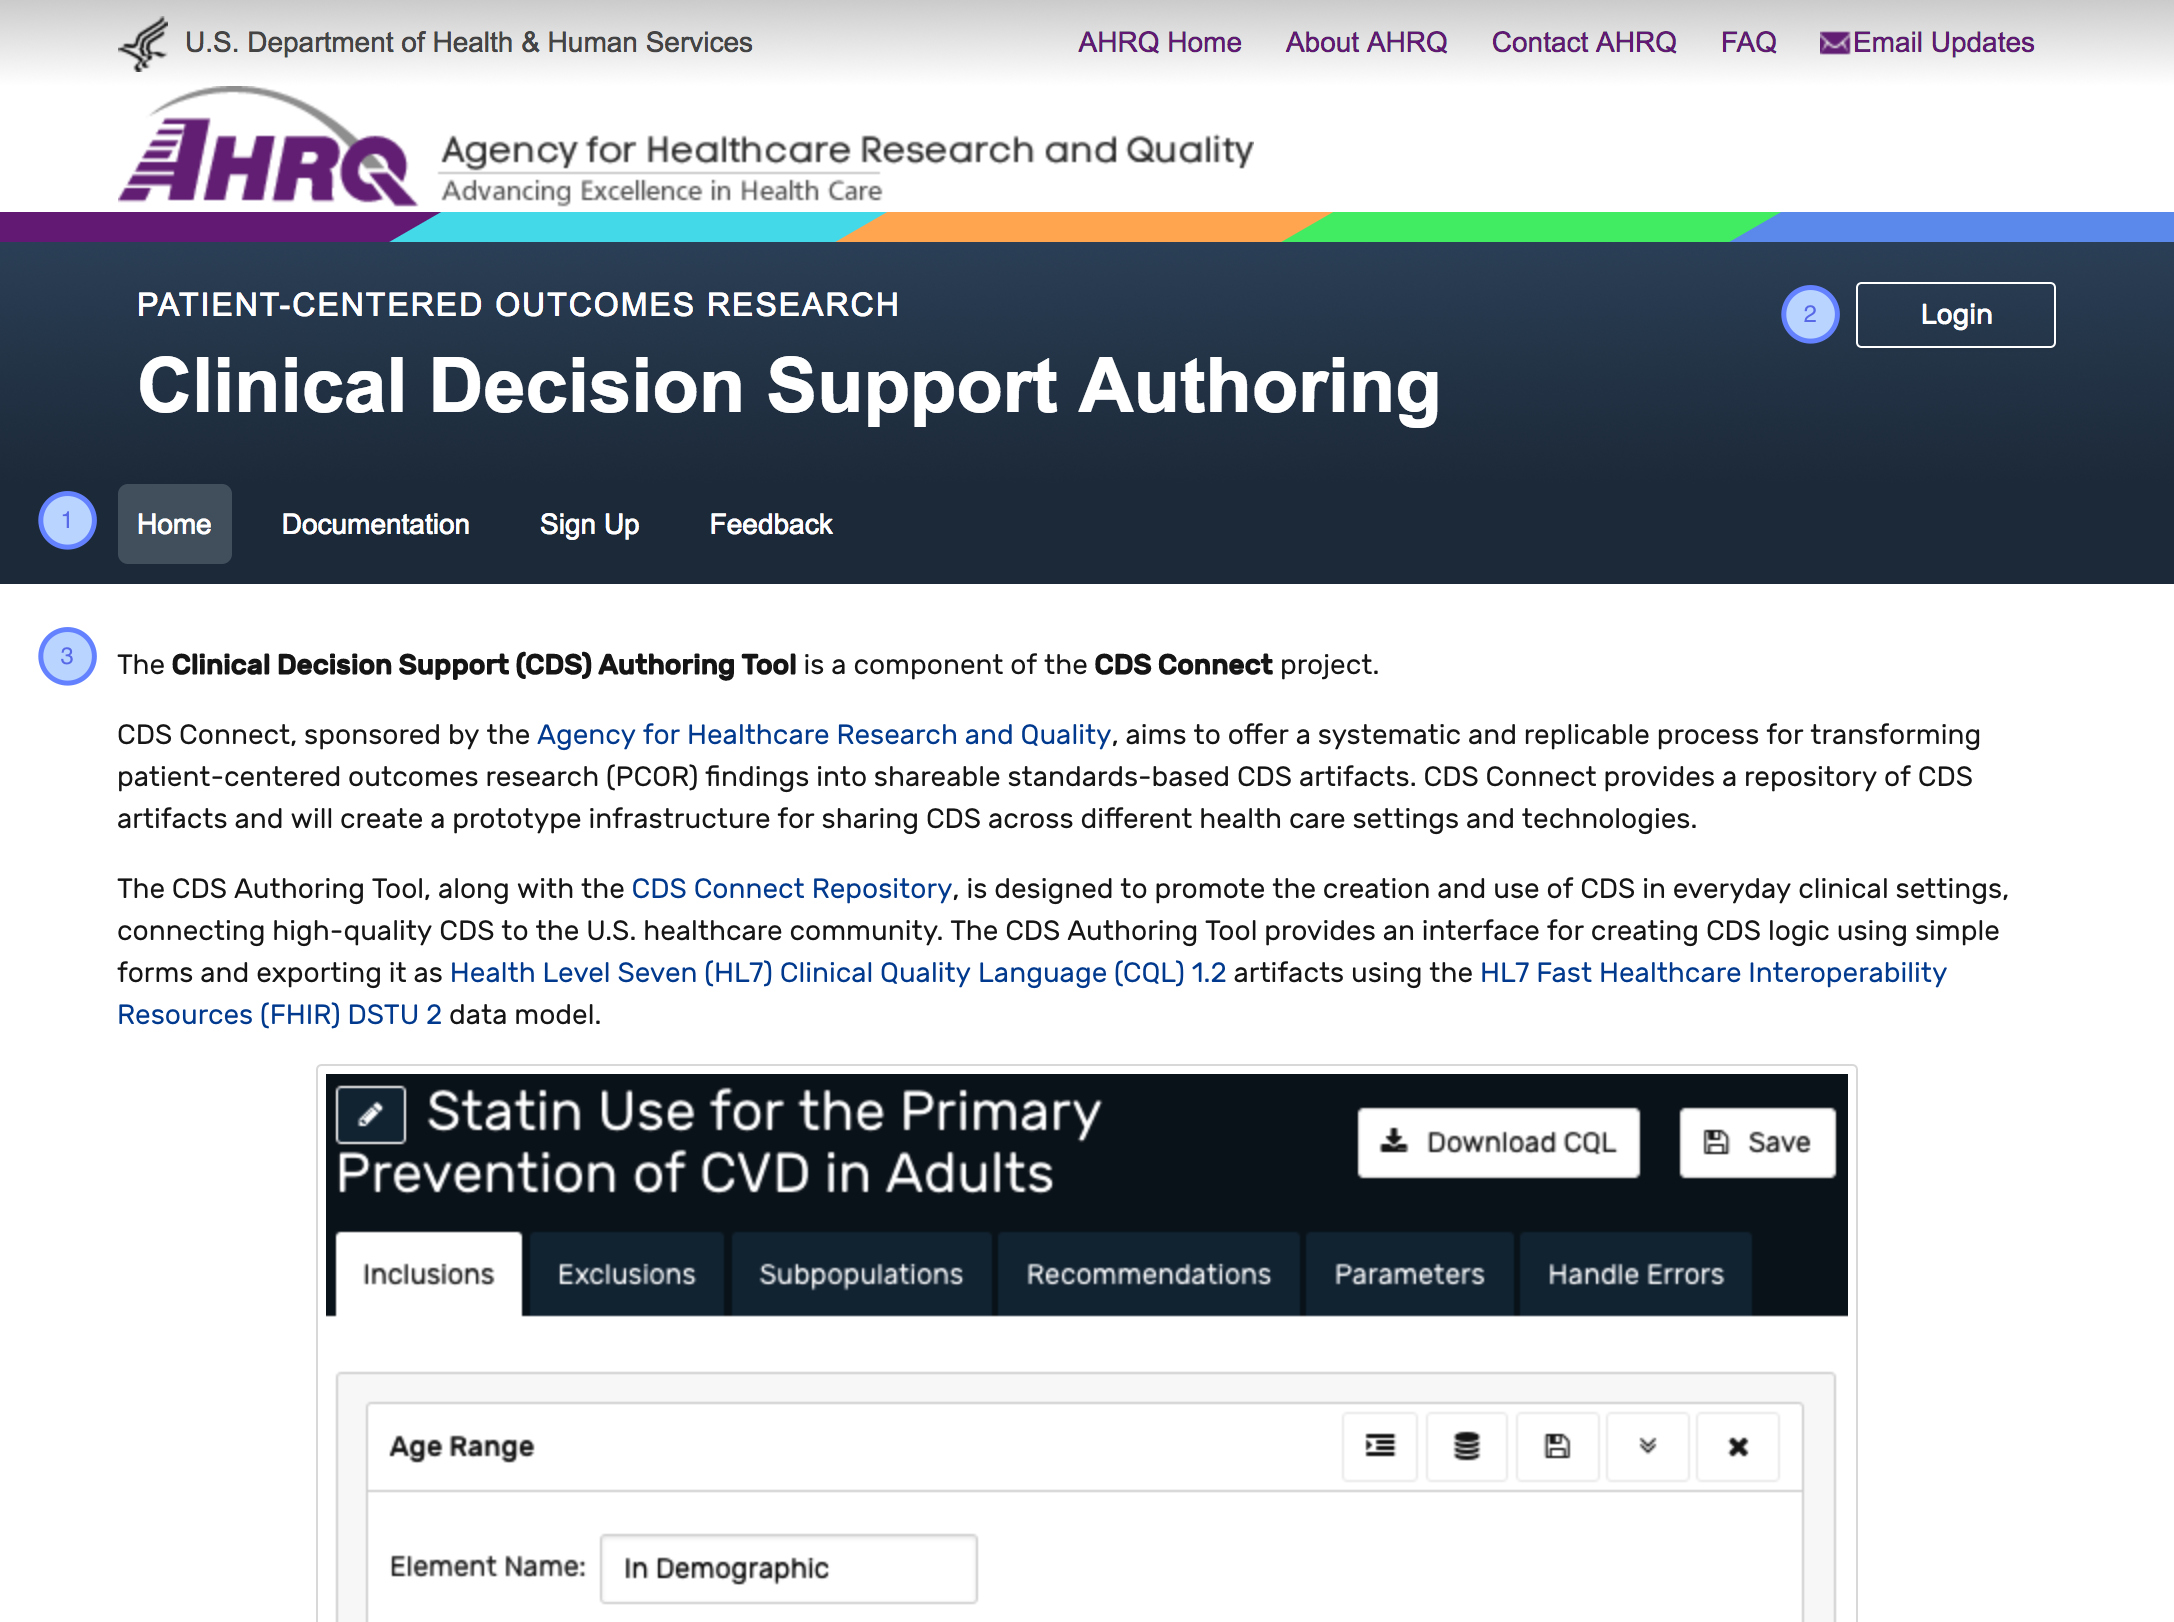 U.S. Department of Health & Human Services
AHRQ Home About AHRQ Contact AHRQ FAQ Email Updates
AHRQ
Agency for Healthcare Research and Quality
Advancing Excellence in Health Care
PATIENT-CENTERED OUTCOMES RESEARCH
2 Login
Clinical Decision Support Authoring
1 Home Documentation Sign Up Feedback
3 The Clinical Decision Support (CDS) Authoring Tool is a component of the CDS Connect project.
CDS Connect, sponsored by the Agency for Healthcare Research and Quality, aims to offer a systematic and replicable process for transforming
patient-centered outcomes research (PCOR) findings into shareable standards-based CDS artifacts. CDS Connect provides a repository of CDS
artifacts and will create a prototype infrastructure for sharing CDS across different health care settings and technologies.
The CDS Authoring Tool, along with the CDS Connect Repository, is designed to promote the creation and use of CDS in everyday clinical settings,
connecting high-quality CDS to the U.S. healthcare community. The CDS Authoring Tool provides an interface for creating CDS logic using simple
forms and exporting it as Health Level Seven (HL7) Clinical Quality Language (CQL) 1.2 artifacts using the HL7 Fast Healthcare Interoperability
Resources (FHIR) DSTU 2 data model.
Statin Use for the Primary
Prevention of CVD in Adults
Download CQL Save
Inclusions Exclusions Subpopulations Recommendations Parameters Handle Errors
Age Range
Element Name: In Demographic